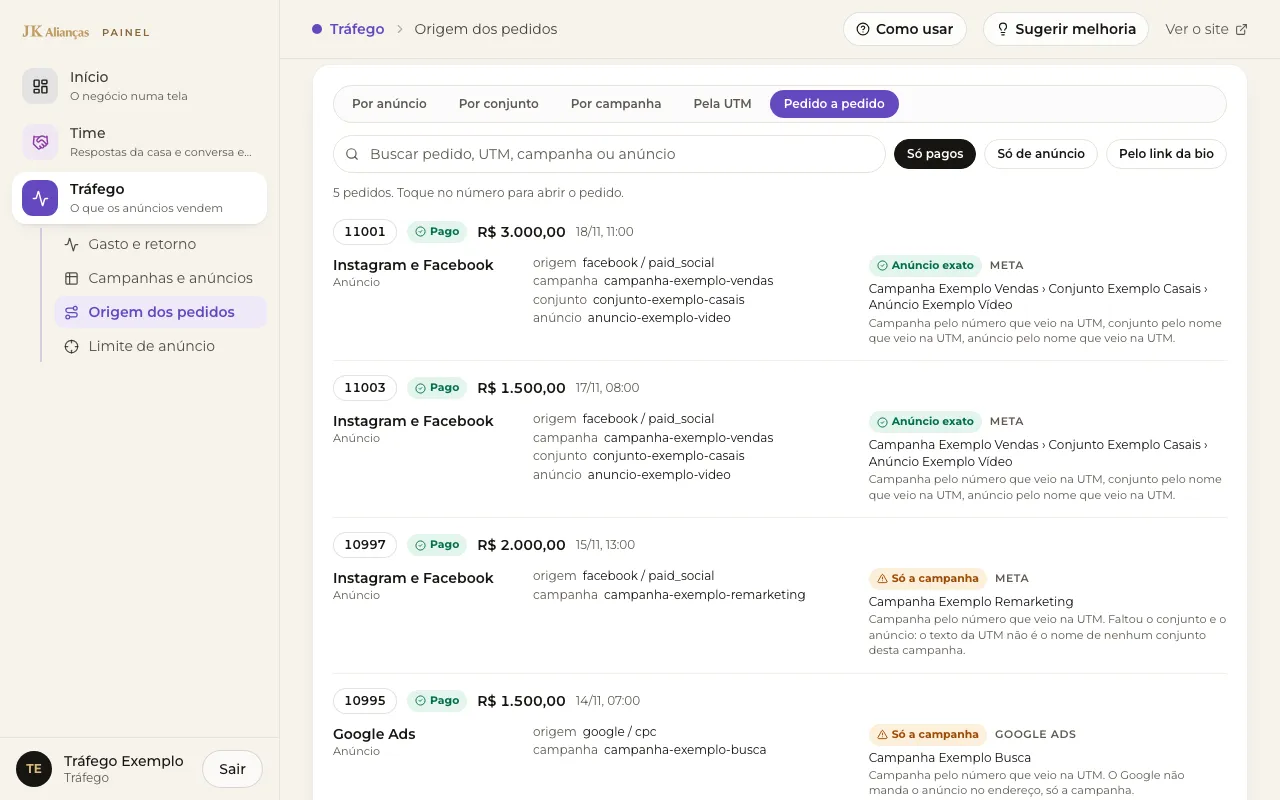 JK Alianças PAINEL
Início
O negócio numa tela
Time
Respostas da casa e conversa e...
Tráfego
O que os anúncios vendem
Gasto e retorno
Campanhas e anúncios
Origem dos pedidos
Limite de anúncio
TE
Tráfego Exemplo
Tráfego
Sair
Tráfego › Origem dos pedidos
Como usar
Sugerir melhoria
Ver o site
Por anúncio Por conjunto Por campanha Pela UTM Pedido a pedido
Buscar pedido, UTM, campanha ou anúncio
Só pagos Só de anúncio Pelo link da bio
5 pedidos. Toque no número para abrir o pedido.
11001 Pago R$ 3.000,00 18/11, 11:00
Instagram e Facebook
Anúncio
origem facebook / paid_social
campanha campanha-exemplo-vendas
conjunto conjunto-exemplo-casais
anúncio anuncio-exemplo-video
Anúncio exato META
Campanha Exemplo Vendas › Conjunto Exemplo Casais ›
Anúncio Exemplo Vídeo
Campanha pelo número que veio na UTM, conjunto pelo nome
que veio na UTM, anúncio pelo nome que veio na UTM.
11003 Pago R$ 1.500,00 17/11, 08:00
Instagram e Facebook
Anúncio
origem facebook / paid_social
campanha campanha-exemplo-vendas
conjunto conjunto-exemplo-casais
anúncio anuncio-exemplo-video
Anúncio exato META
Campanha Exemplo Vendas › Conjunto Exemplo Casais ›
Anúncio Exemplo Vídeo
Campanha pelo número que veio na UTM, conjunto pelo nome
que veio na UTM, anúncio pelo nome que veio na UTM.
10997 Pago R$ 2.000,00 15/11, 13:00
Instagram e Facebook
Anúncio
origem facebook / paid_social
campanha campanha-exemplo-remarketing
Só a campanha META
Campanha Exemplo Remarketing
Campanha pelo número que veio na UTM. Faltou o conjunto e o
anúncio: o texto da UTM não é o nome de nenhum conjunto
desta campanha.
10995 Pago R$ 1.500,00 14/11, 07:00
Google Ads
Anúncio
origem google / cpc
campanha campanha-exemplo-busca
Só a campanha GOOGLE ADS
Campanha Exemplo Busca
Campanha pelo número que veio na UTM. O Google não
manda o anúncio no endereço, só a campanha.